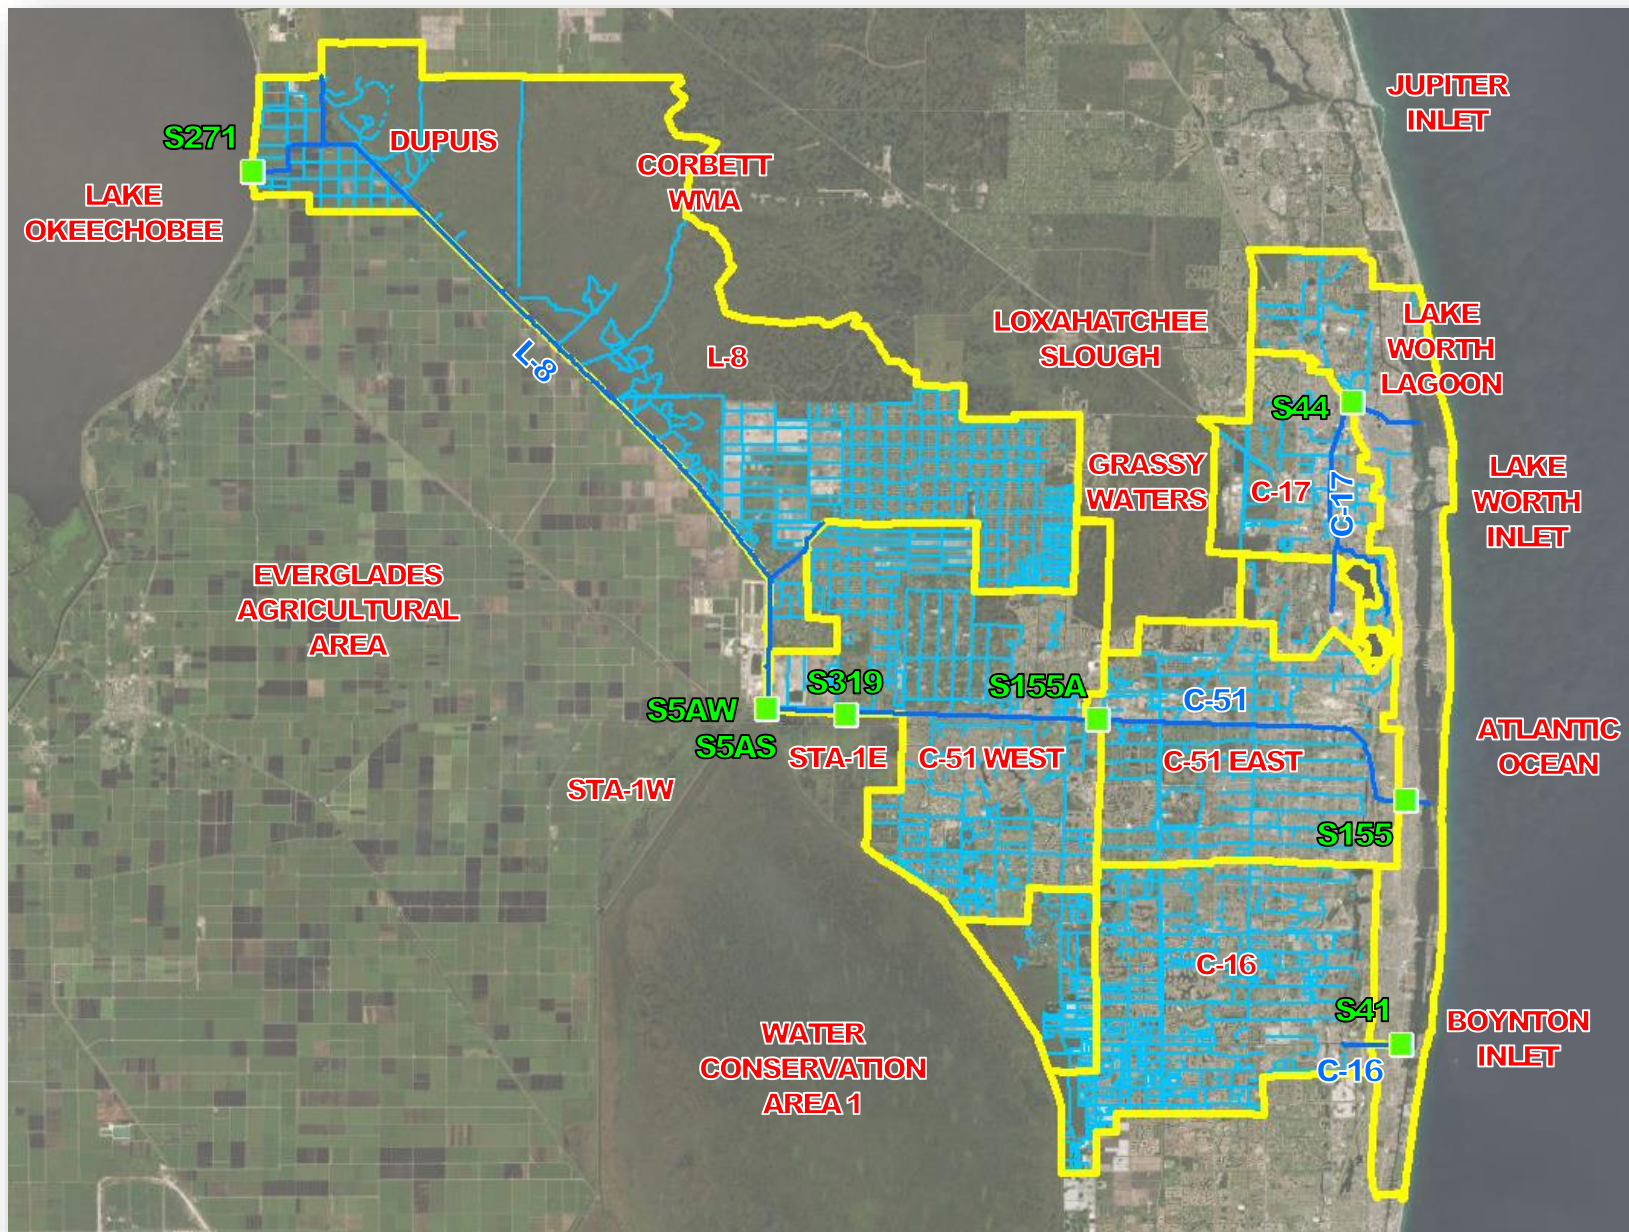 JUPITER
INLET
S271
DUPUIS
CORBETT
WMA
LAKE
OKEECHOBEE
LOXAHATCHEE
SLOUGH
LAKE
WORTH
LAGOON
L-8
L-8
S44
GRASSY
WATERS
C-17
C-17
LAKE
WORTH
INLET
EVERGLADES
AGRICULTURAL
AREA
S5AW
S5AS
S319
S155A
C-51
STA-1E
C-51 WEST
C-51 EAST
ATLANTIC
OCEAN
STA-1W
S155
C-16
S41
C-16
BOYNTON
INLET
WATER
CONSERVATION
AREA 1